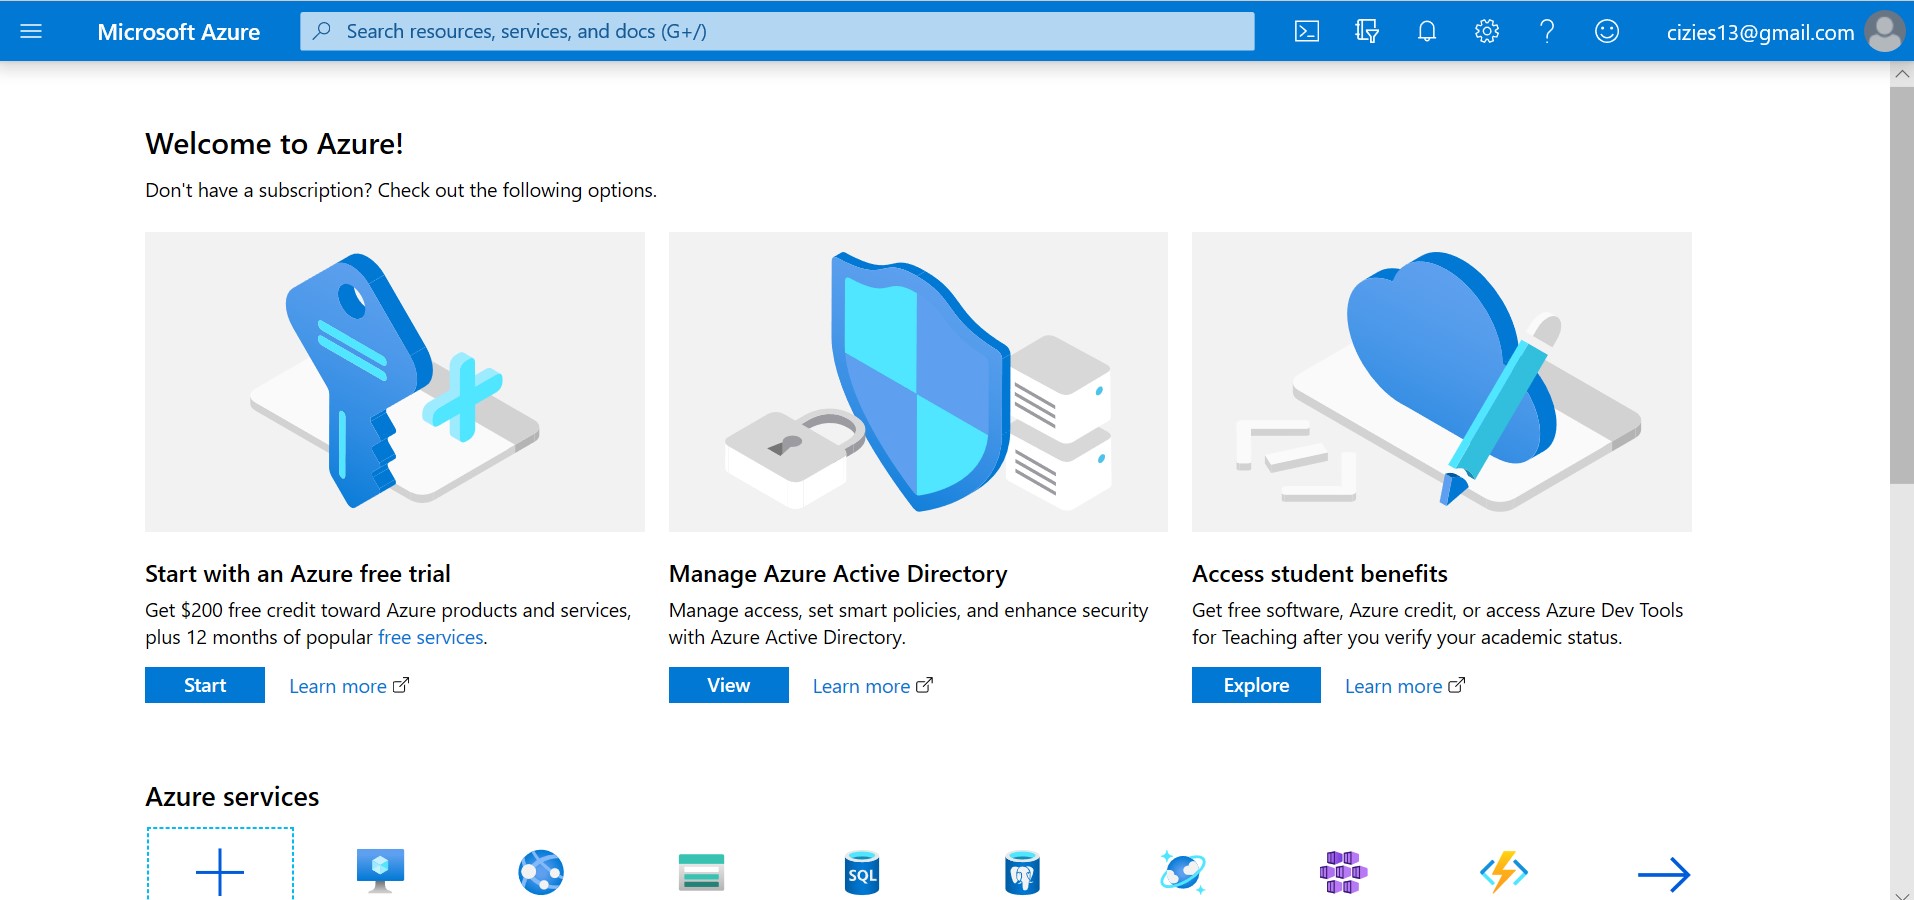 Microsoft Azure
Search resources, services, and docs (G+/)
cizies13@gmail.com
Welcome to Azure!
Don't have a subscription? Check out the following options.
Start with an Azure free trial
Get $200 free credit toward Azure products and services,
plus 12 months of popular free services.
Start
Learn more
Manage Azure Active Directory
Manage access, set smart policies, and enhance security
with Azure Active Directory.
View
Learn more
Access student benefits
Get free software, Azure credit, or access Azure Dev Tools
for Teaching after you verify your academic status.
Explore
Learn more
Azure services
SQL